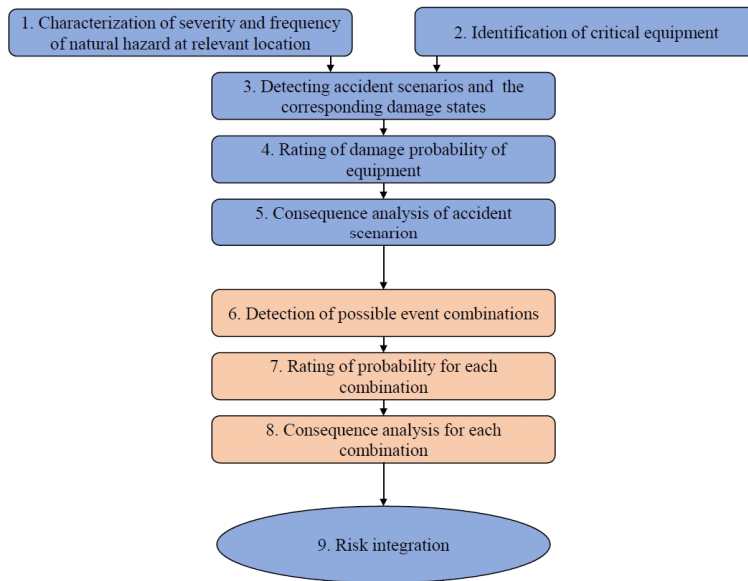 1. Characterization of severity and frequency
of natural hazard at relevant location
2. Identification of critical equipment
3. Detecting accident scenarios and the
corresponding damage states
4. Rating of damage probability of
equipment
5. Consequence analysis of accident
scenarion
6. Detection of possible event combinations
7. Rating of probability for each
combination
8. Consequence analysis for each
combination
9. Risk integration